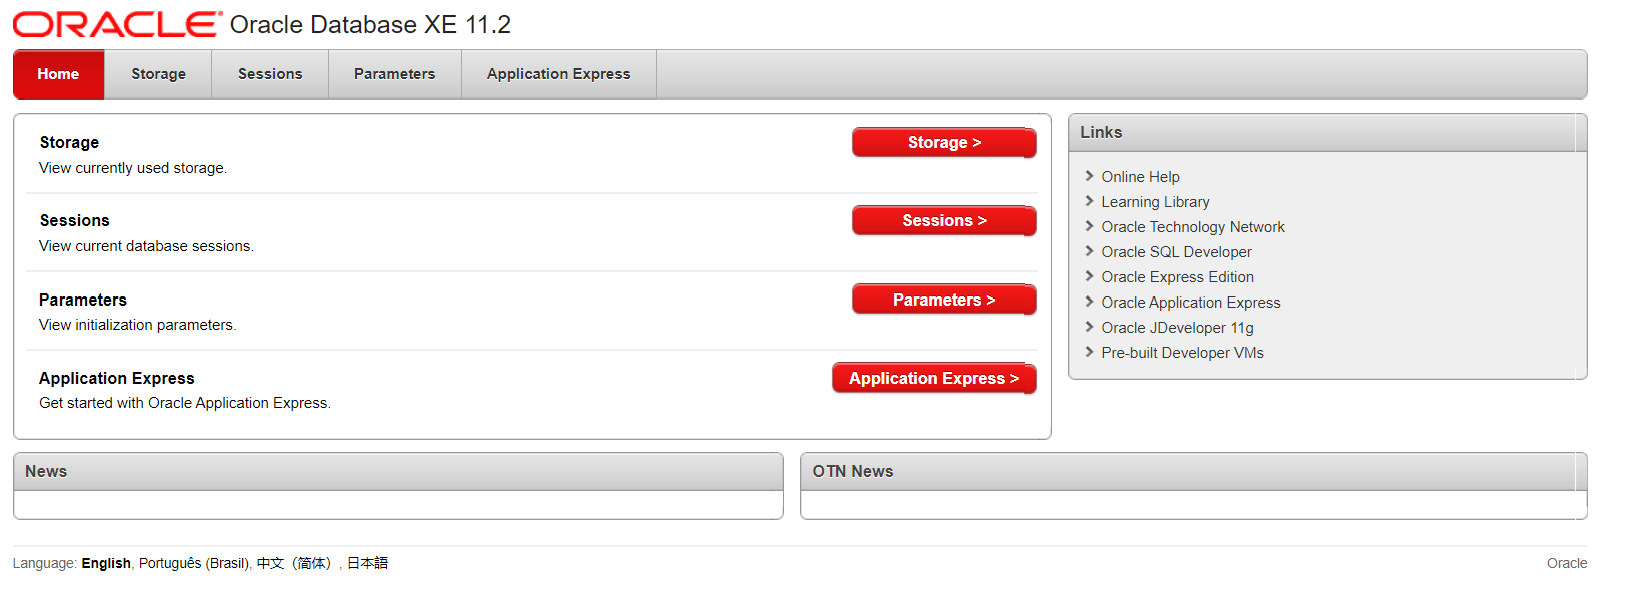 ORACLE Oracle Database XE 11.2
Home Storage Sessions Parameters Application Express
Storage
View currently used storage.
Storage >
Sessions
View current database sessions.
Sessions >
Parameters
View initialization parameters.
Parameters >
Application Express
Get started with Oracle Application Express.
Application Express >
Links
Online Help
Learning Library
Oracle Technology Network
Oracle SQL Developer
Oracle Express Edition
Oracle Application Express
Oracle JDeveloper 11g
Pre-built Developer VMs
News
OTN News
Language: English, Português (Brasil), 中文（简体）, 日本語
Oracle